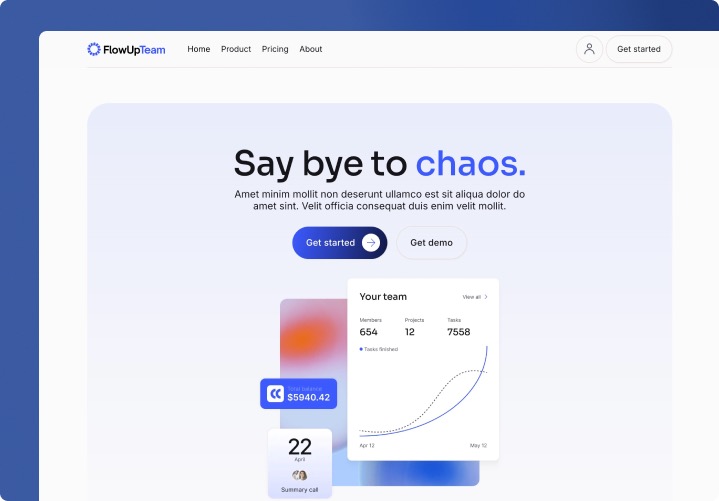 FlowUpTeam
Home Product Pricing About
Get started
Say bye to chaos.
Amet minim mollit non deserunt ullamco est sit aliqua dolor do
amet sint. Velit officia consequat duis enim velit mollit.
Get started
Get demo
Your team
View all
Members Projects Tasks
654 12 7558
Tasks finished
Total balance
$5940.42
22
April
Summary call
Apr 12 May 12